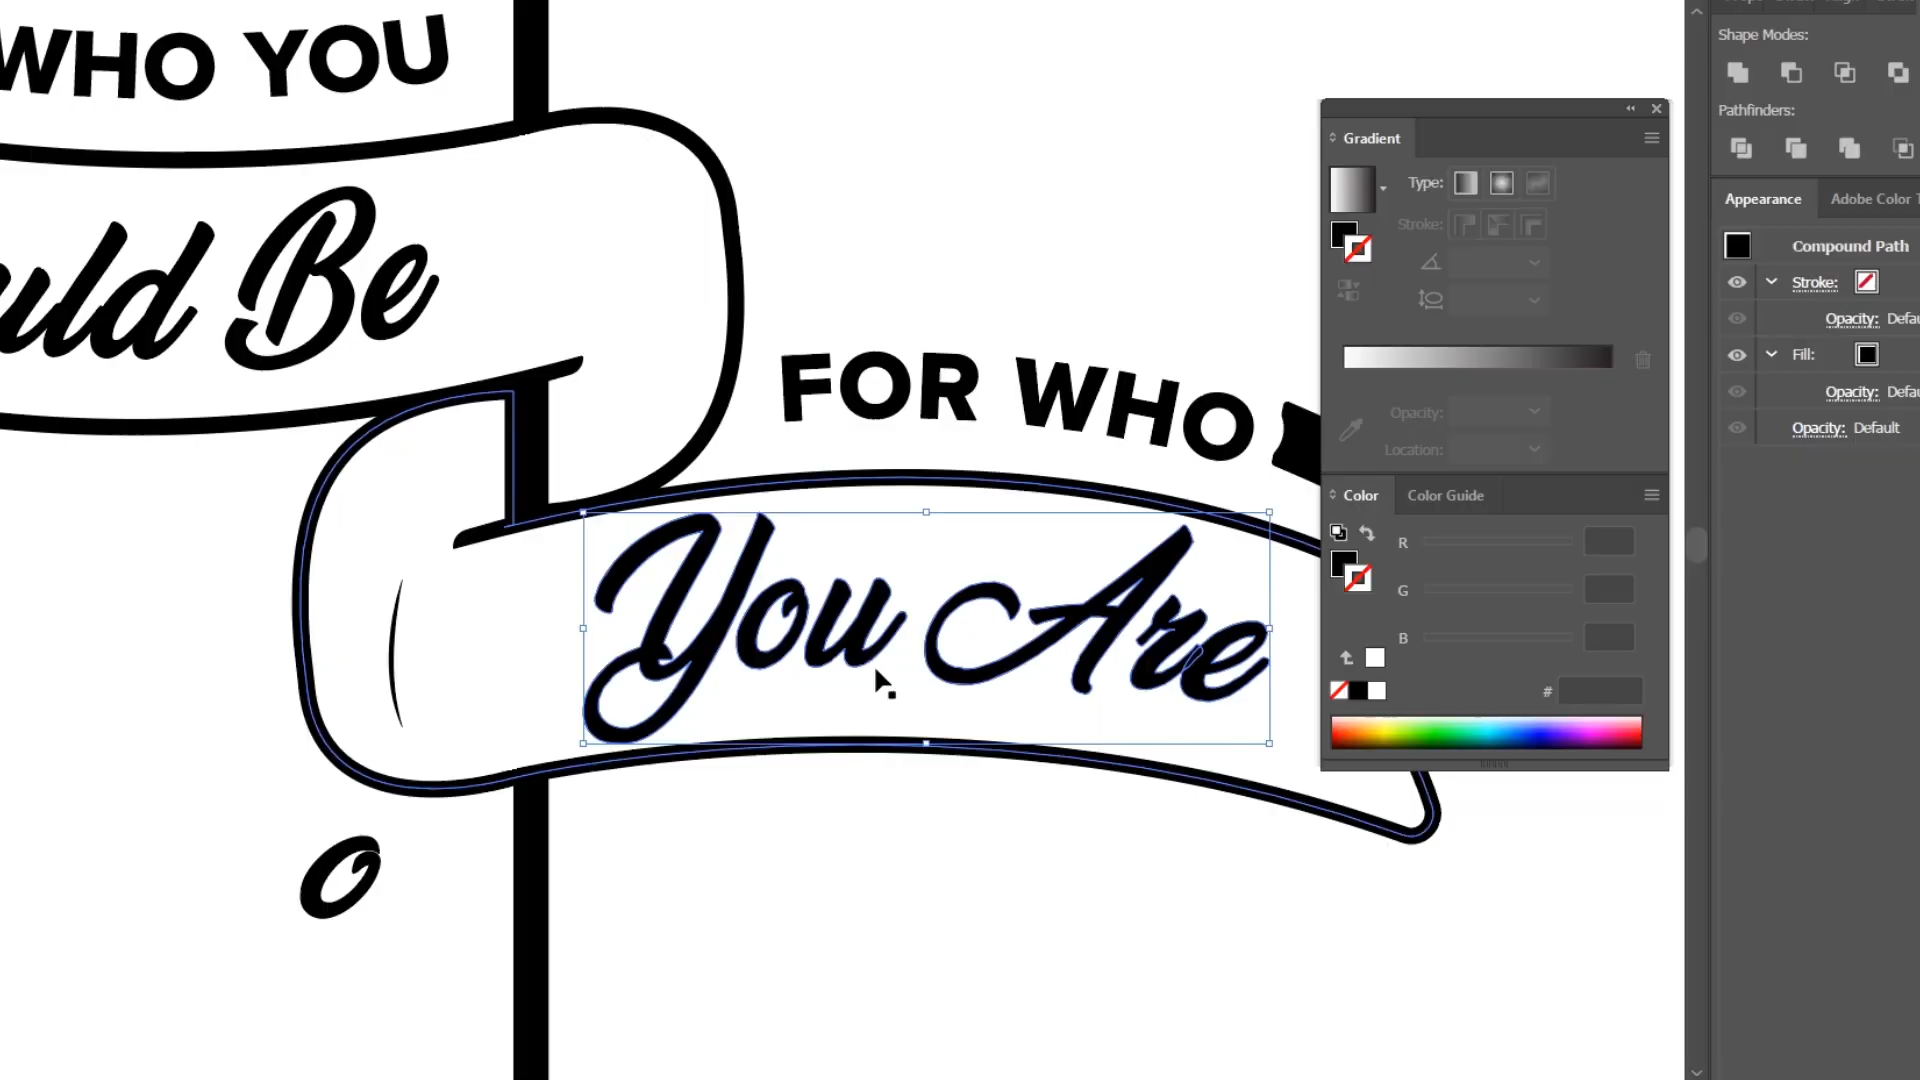 WHO YOU
uld Be
FOR WHO
You Are
o
Gradient
Type:
Stroke:
Opacity:
Location:
Color
Color Guide
R
G
B
#
Shape Modes:
Pathfinders:
Appearance
Adobe Color T
Compound Path
Stroke:
Opacity: Defau
Fill:
Opacity: Defau
Opacity: Default